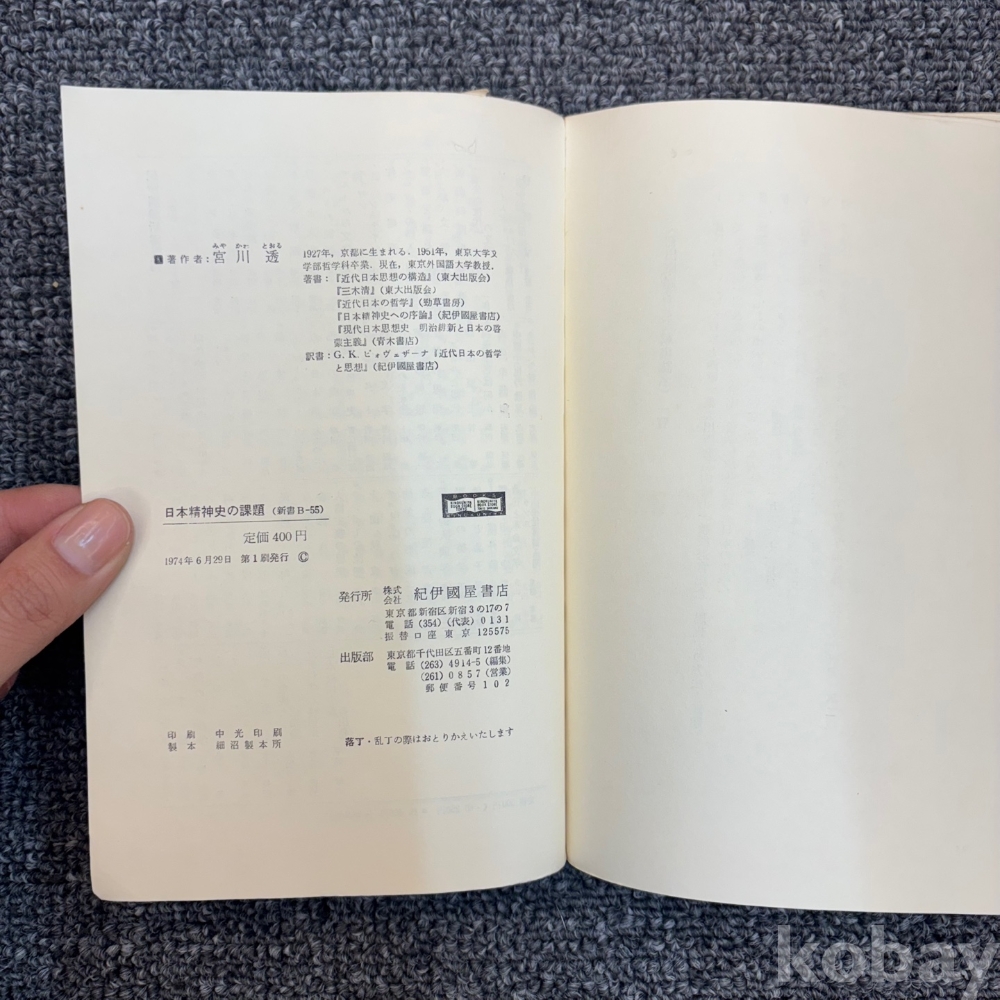 みや かわ とおる
著作者：宮川 透
1927年，京都に生まれる．1951年，東京大学文
学部哲学科卒業．現在，東京外国語大学教授．
著書：『近代日本思想の構造』（東大出版会）
『三木清』（東大出版会）
『近代日本の哲学』（勁草書房）
『日本精神史への序論』（紀伊國屋書店）
『現代日本思想史 明治維新と日本の啓
蒙主義』（青木書店）
訳書：G. K. ピォヴェザーナ『近代日本の哲学
と思想』（紀伊國屋書店）
日本精神史の課題（新書 B-55）
定価 400 円
1974年 6 月 29日 第 1 刷発行 ©
発行所 株式会社 紀伊國屋書店
東京都新宿区新宿 3 の17の 7
電 話 (354) (代表) 0 1 3 1
振 替 口 座 東 京 125575
出版部 東京都千代田区五番町12番地
電 話 (263) 4914-5 (編集)
(261) 0 8 5 7 (営業)
郵 便 番 号 1 0 2
印 刷 中 光 印 刷
製 本 細 沼 製 本 所
落丁・乱丁の際はおとりかえいたします
kobay